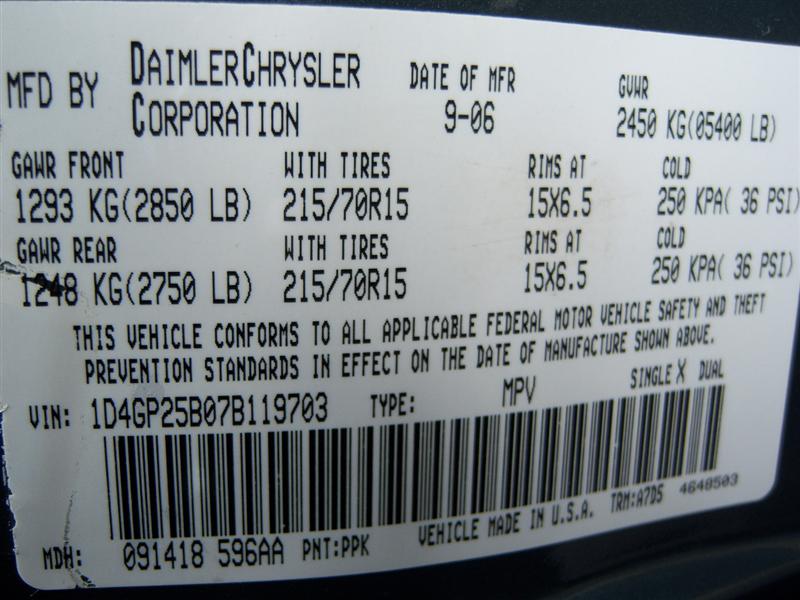 MFD BY DAIMLERCHRYSLER CORPORATION DATE OF MFR 9-06 GVWR 2450 KG(05400 LB)
GAWR FRONT WITH TIRES RIMS AT COLD
1293 KG(2850 LB) 215/70R15 15X6.5 250 KPA( 36 PSI)
GAWR REAR WITH TIRES RIMS AT COLD
1248 KG(2750 LB) 215/70R15 15X6.5 250 KPA( 36 PSI)
THIS VEHICLE CONFORMS TO ALL APPLICABLE FEDERAL MOTOR VEHICLE SAFETY AND THEFT
PREVENTION STANDARDS IN EFFECT ON THE DATE OF MANUFACTURE SHOWN ABOVE.
VIN: 1D4GP25B07B119703 TYPE: MPV SINGLE X DUAL
MDH: 091418 596AA PNT:PPK VEHICLE MADE IN U.S.A. TRM:A7D5 4648503